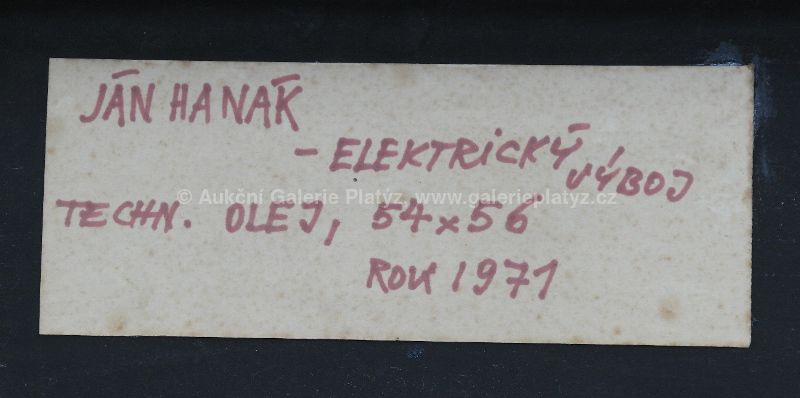 JÁN HANÁK
- ELEKTRICKÝ VÝBOJ
© Aukční Galerie Platýz, www.galerieplatyz.cz
TECHN. OLEJ, 54 x 56
ROK 1971